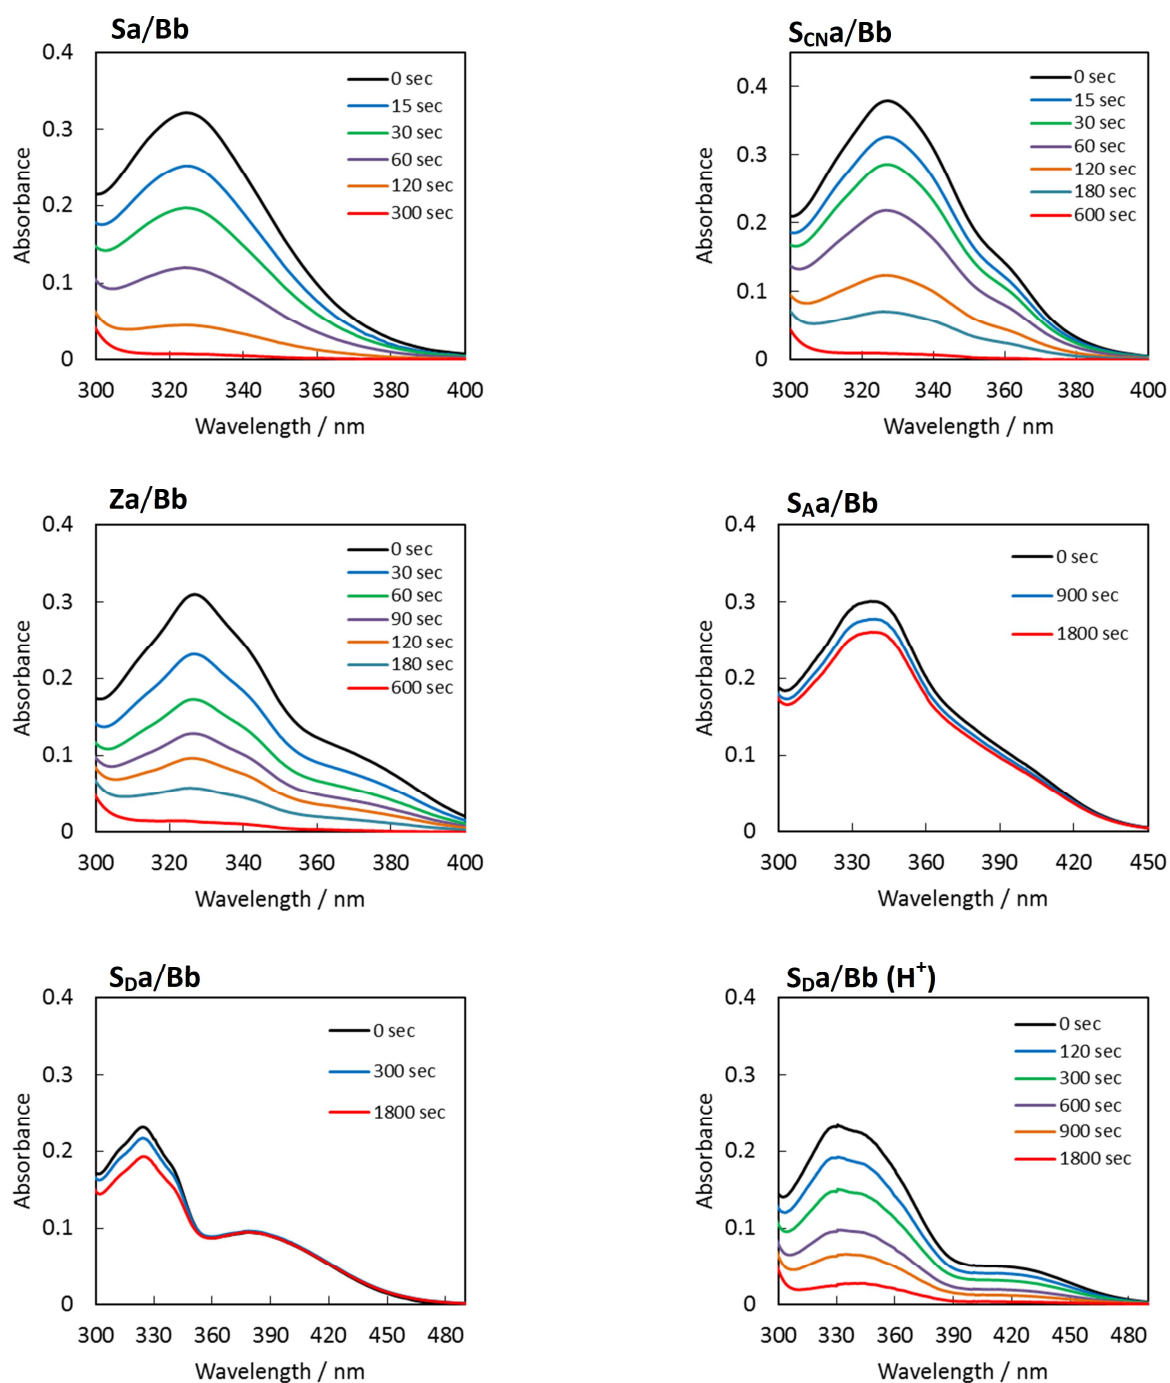 Sa/Bb
0.4
0.3
0.2
0.1
0
Absorbance
0 sec
15 sec
30 sec
60 sec
120 sec
300 sec
300 320 340 360 380 400
Wavelength / nm
S_CN a/Bb
0.4
0.3
0.2
0.1
0
Absorbance
0 sec
15 sec
30 sec
60 sec
120 sec
180 sec
600 sec
300 320 340 360 380 400
Wavelength / nm
Za/Bb
0.4
0.3
0.2
0.1
0
Absorbance
0 sec
30 sec
60 sec
90 sec
120 sec
180 sec
600 sec
300 320 340 360 380 400
Wavelength / nm
S_A a/Bb
0.4
0.3
0.2
0.1
0
Absorbance
0 sec
900 sec
1800 sec
300 330 360 390 420 450
Wavelength / nm
S_D a/Bb
0.4
0.3
0.2
0.1
0
Absorbance
0 sec
300 sec
1800 sec
300 330 360 390 420 450 480
Wavelength / nm
S_D a/Bb (H⁺)
0.4
0.3
0.2
0.1
0
Absorbance
0 sec
120 sec
300 sec
600 sec
900 sec
1800 sec
300 330 360 390 420 450 480
Wavelength / nm